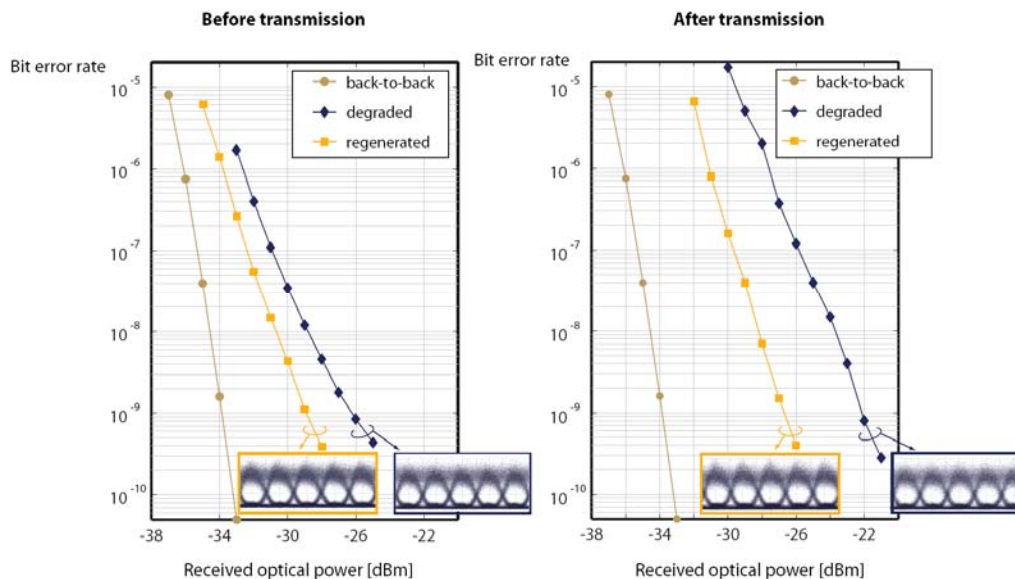 Before transmission
Bit error rate
back-to-back
degraded
regenerated
10^-5
10^-6
10^-7
10^-8
10^-9
10^-10
-38
-34
-30
-26
-22
Received optical power [dBm]
After transmission
Bit error rate
back-to-back
degraded
regenerated
10^-5
10^-6
10^-7
10^-8
10^-9
10^-10
-38
-34
-30
-26
-22
Received optical power [dBm]